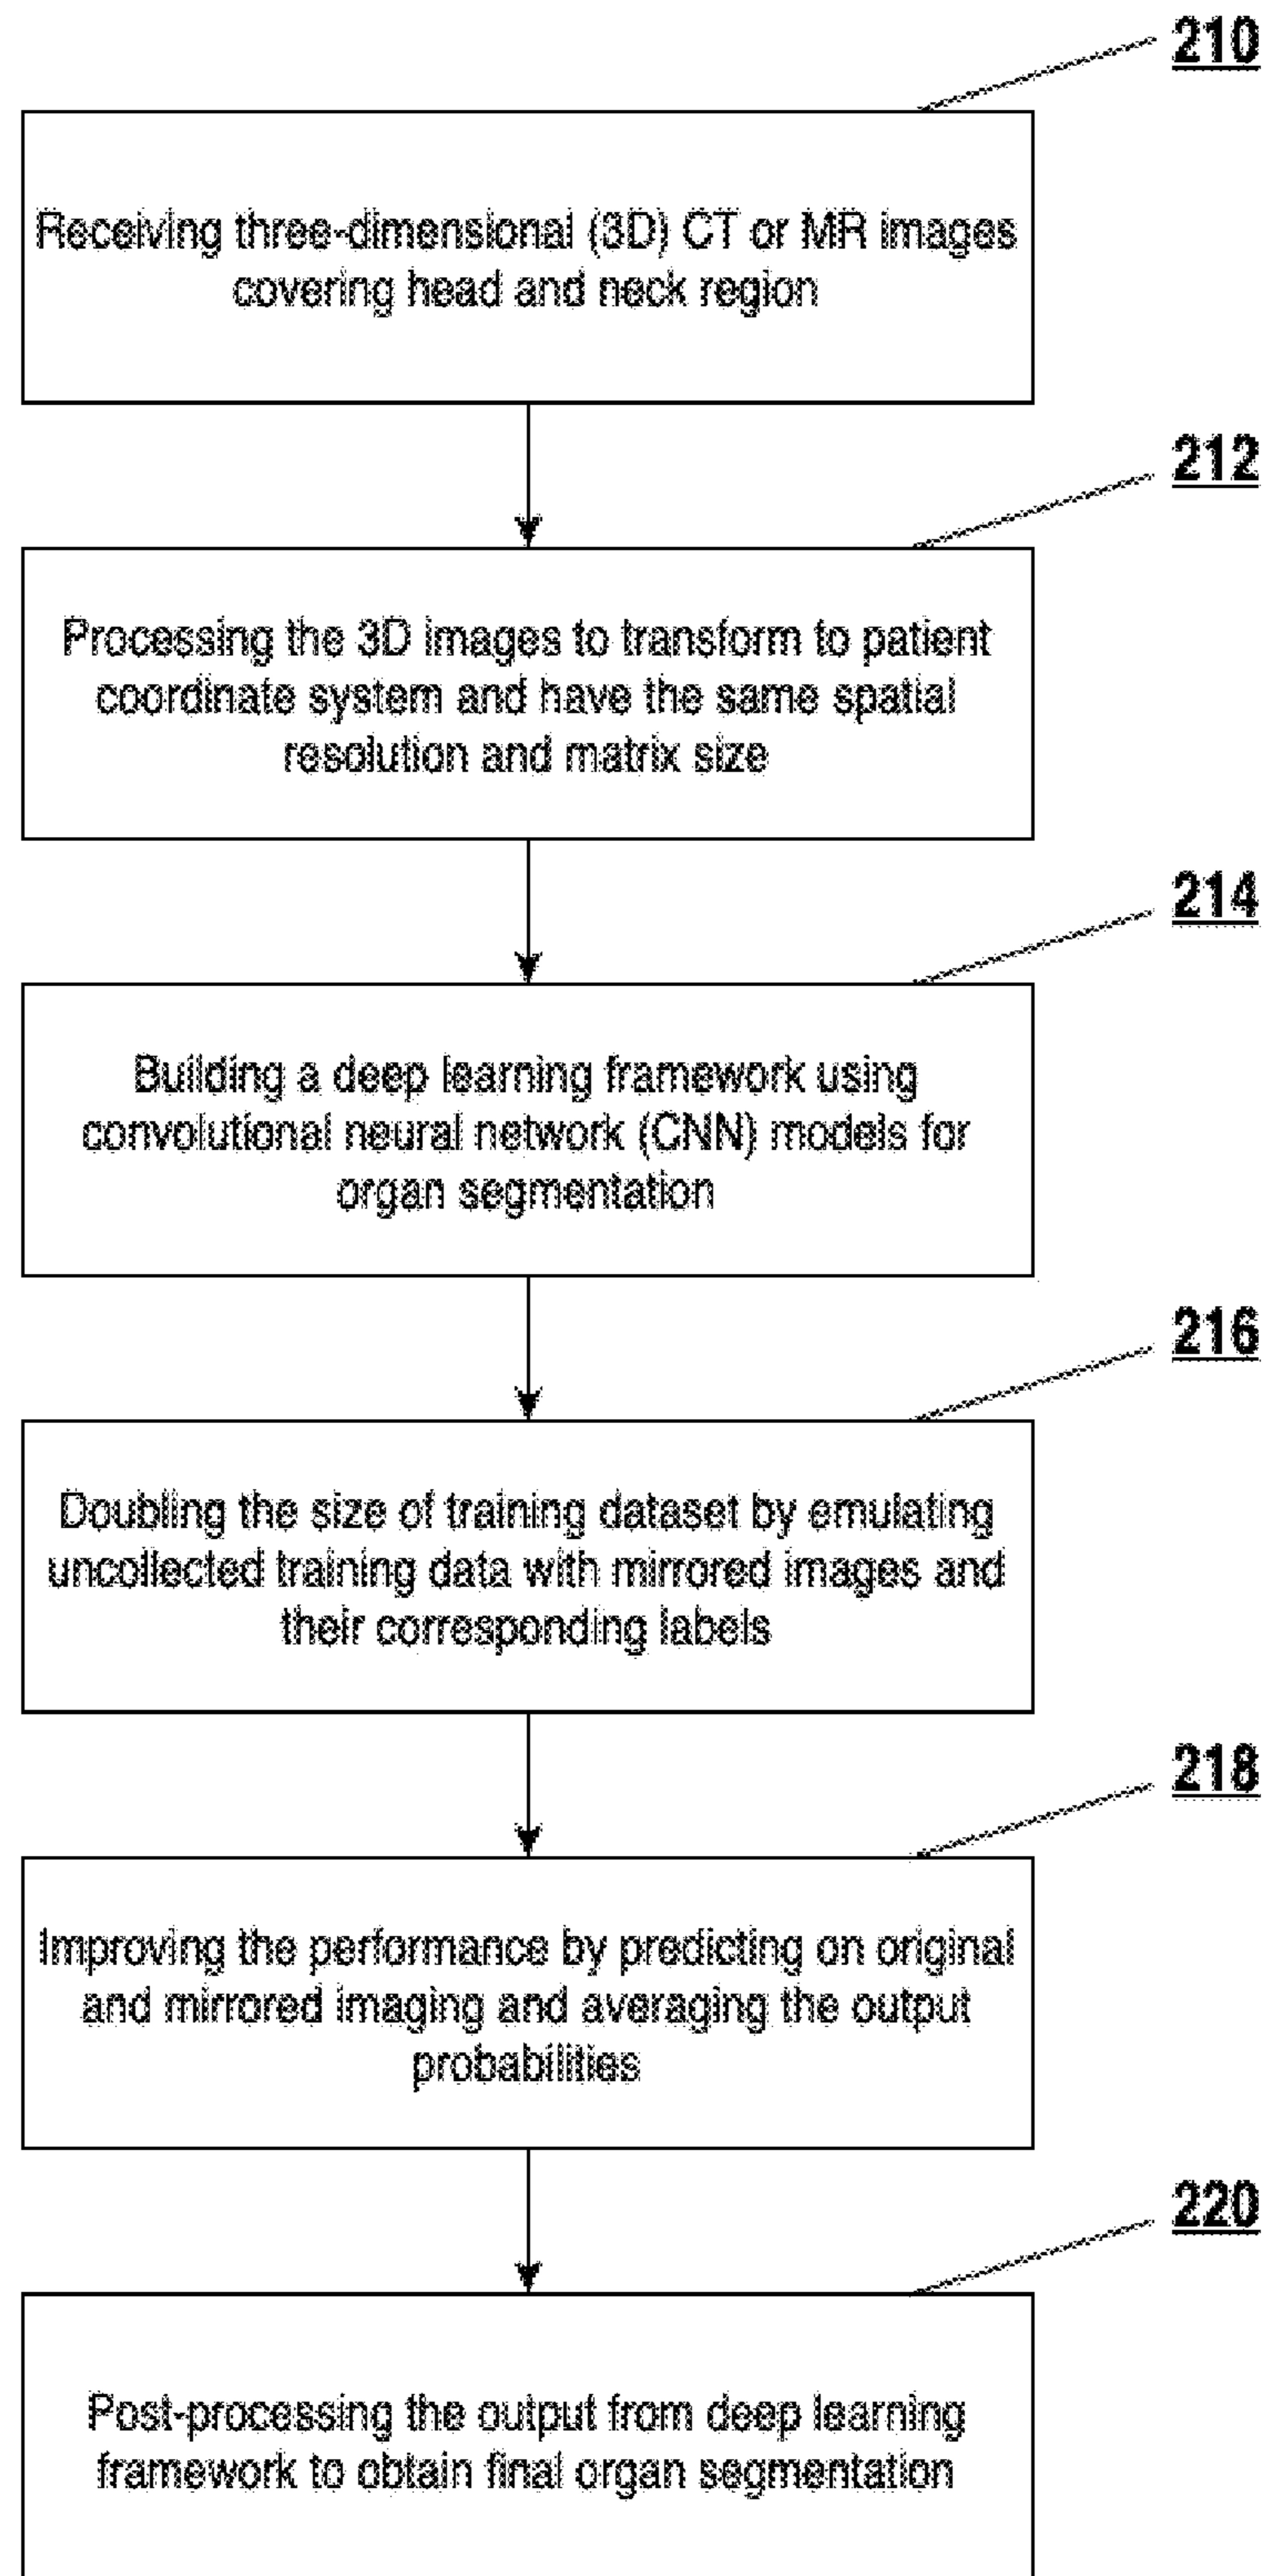 210
Receiving three-dimensional (3D) CT or MR images
covering head and neck region
212
Processing the 3D images to transform to patient
coordinate system and have the same spatial
resolution and matrix size
214
Building a deep learning framework using
convolutional neural network (CNN) models for
organ segmentation
216
Doubling the size of training dataset by emulating
uncollected training data with mirrored images and
their corresponding labels
218
Improving the performance by predicting on original
and mirrored imaging and averaging the output
probabilities
220
Post-processing the output from deep learning
framework to obtain final organ segmentation